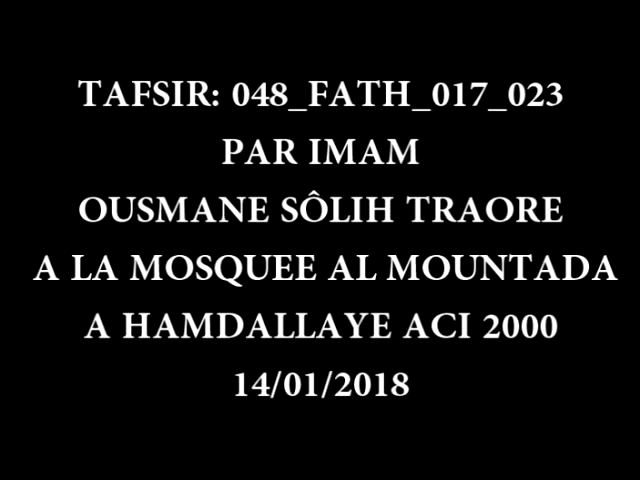 TAFSIR: 048_FATH_017_023
PAR IMAM
OUSMANE SÔLIH TRAORE
A LA MOSQUEE AL MOUNTADA
A HAMDALLAYE ACI 2000
14/01/2018